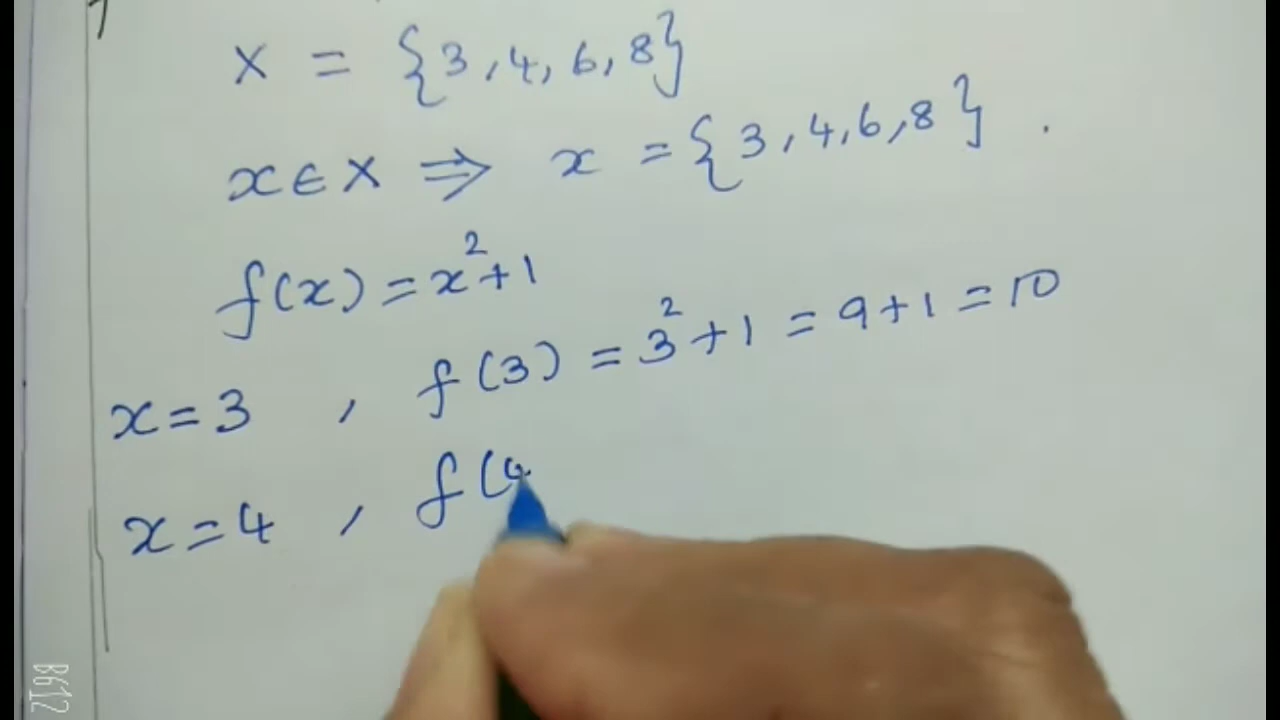 X = {3, 4, 6, 8}
x ∈ X ⇒ x = {3, 4, 6, 8}
f(x) = x² + 1
x = 3 , f(3) = 3² + 1 = 9 + 1 = 10
x = 4 , f(4
B612